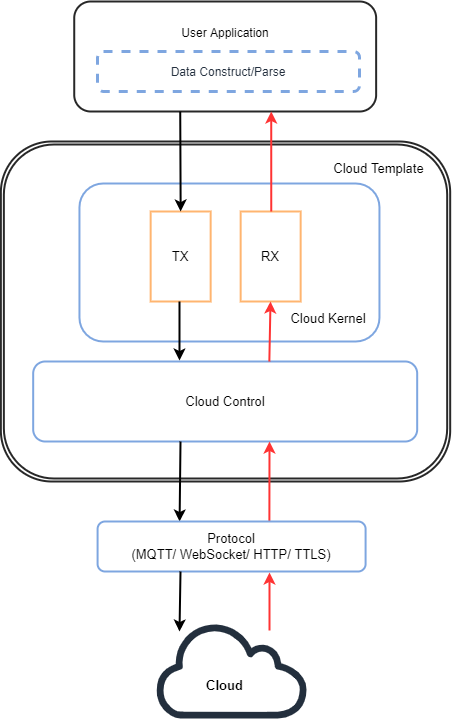 User Application
Data Construct/Parse
Cloud Template
TX
RX
Cloud Kernel
Cloud Control
Protocol
(MQTT/ WebSocket/ HTTP/ TTLS)
Cloud